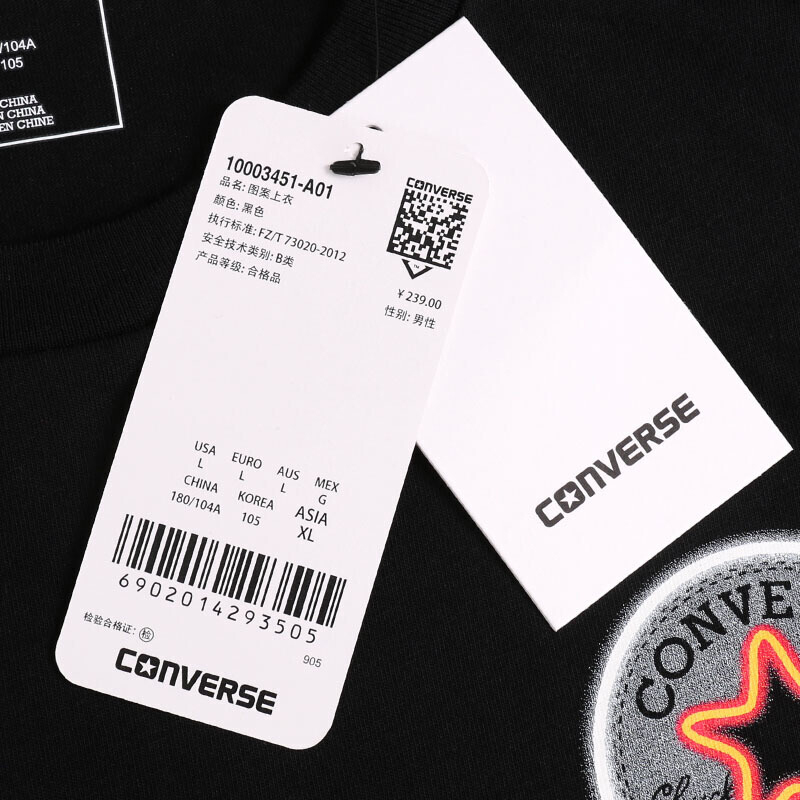 /104A
105
CHINA
N CHINA
EN CHINE
10003451-A01
品名: 图案上衣
颜色: 黑色
执行标准: FZ/T 73020-2012
安全技术类别: B类
产品等级: 合格品
CONVERSE
TM
¥ 239.00
性别: 男性
USA EURO AUS MEX
L L L G
CHINA KOREA ASIA
180/104A 105 XL
6902014293505
检验合格证: 检
905
CONVERSE
CONVERSE
CONVE
Chuck